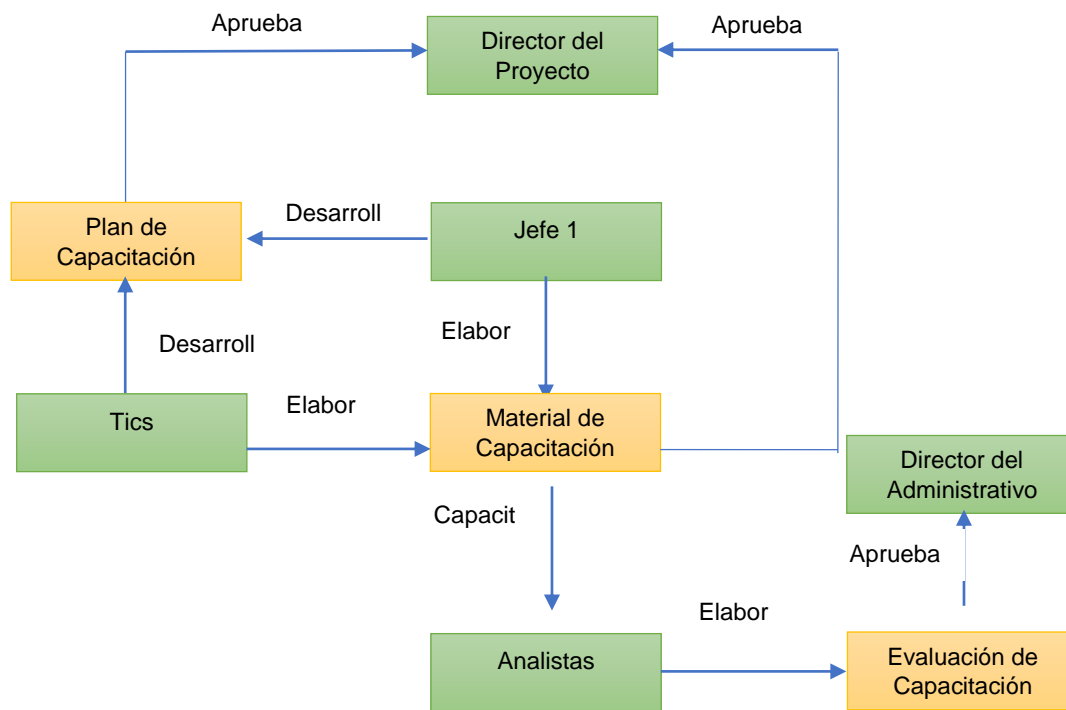 Aprueba
Director del
Proyecto
Aprueba
Plan de
Capacitación
Desarroll
Jefe 1
Desarroll
Elabor
Tics
Elabor
Material de
Capacitación
Director del
Administrativo
Capacit
Aprueba
Analistas
Elabor
Evaluación de
Capacitación